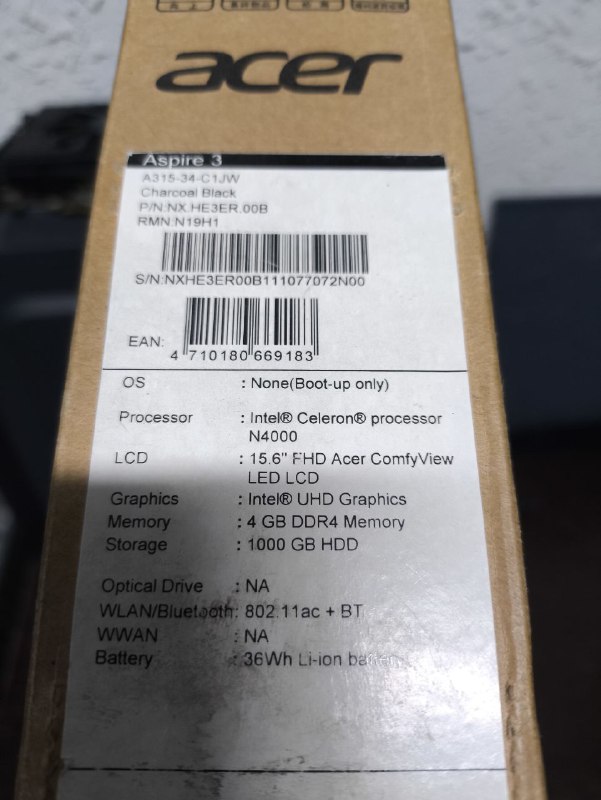 acer
Aspire 3
A315-34-C1JW
Charcoal Black
P/N:NX.HE3ER.00B
RMN:N19H1
S/N:NXHE3ER00B111077072N00
EAN:
4 710180 669183
OS : None(Boot-up only)
Processor : Intel® Celeron® processor
N4000
LCD : 15.6" FHD Acer ComfyView
LED LCD
Graphics : Intel® UHD Graphics
Memory : 4 GB DDR4 Memory
Storage : 1000 GB HDD
Optical Drive : NA
WLAN/Bluetooth: 802.11ac + BT
WWAN : NA
Battery : 36Wh Li-ion battery